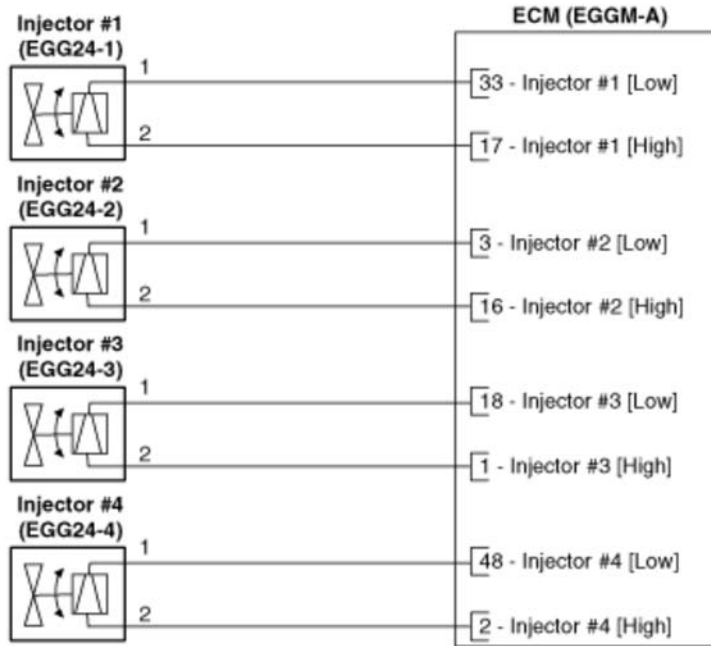 ECM (EGGM-A)
Injector #1
(EGG24-1)
1
33 - Injector #1 [Low]
2
17 - Injector #1 [High]
Injector #2
(EGG24-2)
1
3 - Injector #2 [Low]
2
16 - Injector #2 [High]
Injector #3
(EGG24-3)
1
18 - Injector #3 [Low]
2
1 - Injector #3 [High]
Injector #4
(EGG24-4)
1
48 - Injector #4 [Low]
2
2 - Injector #4 [High]